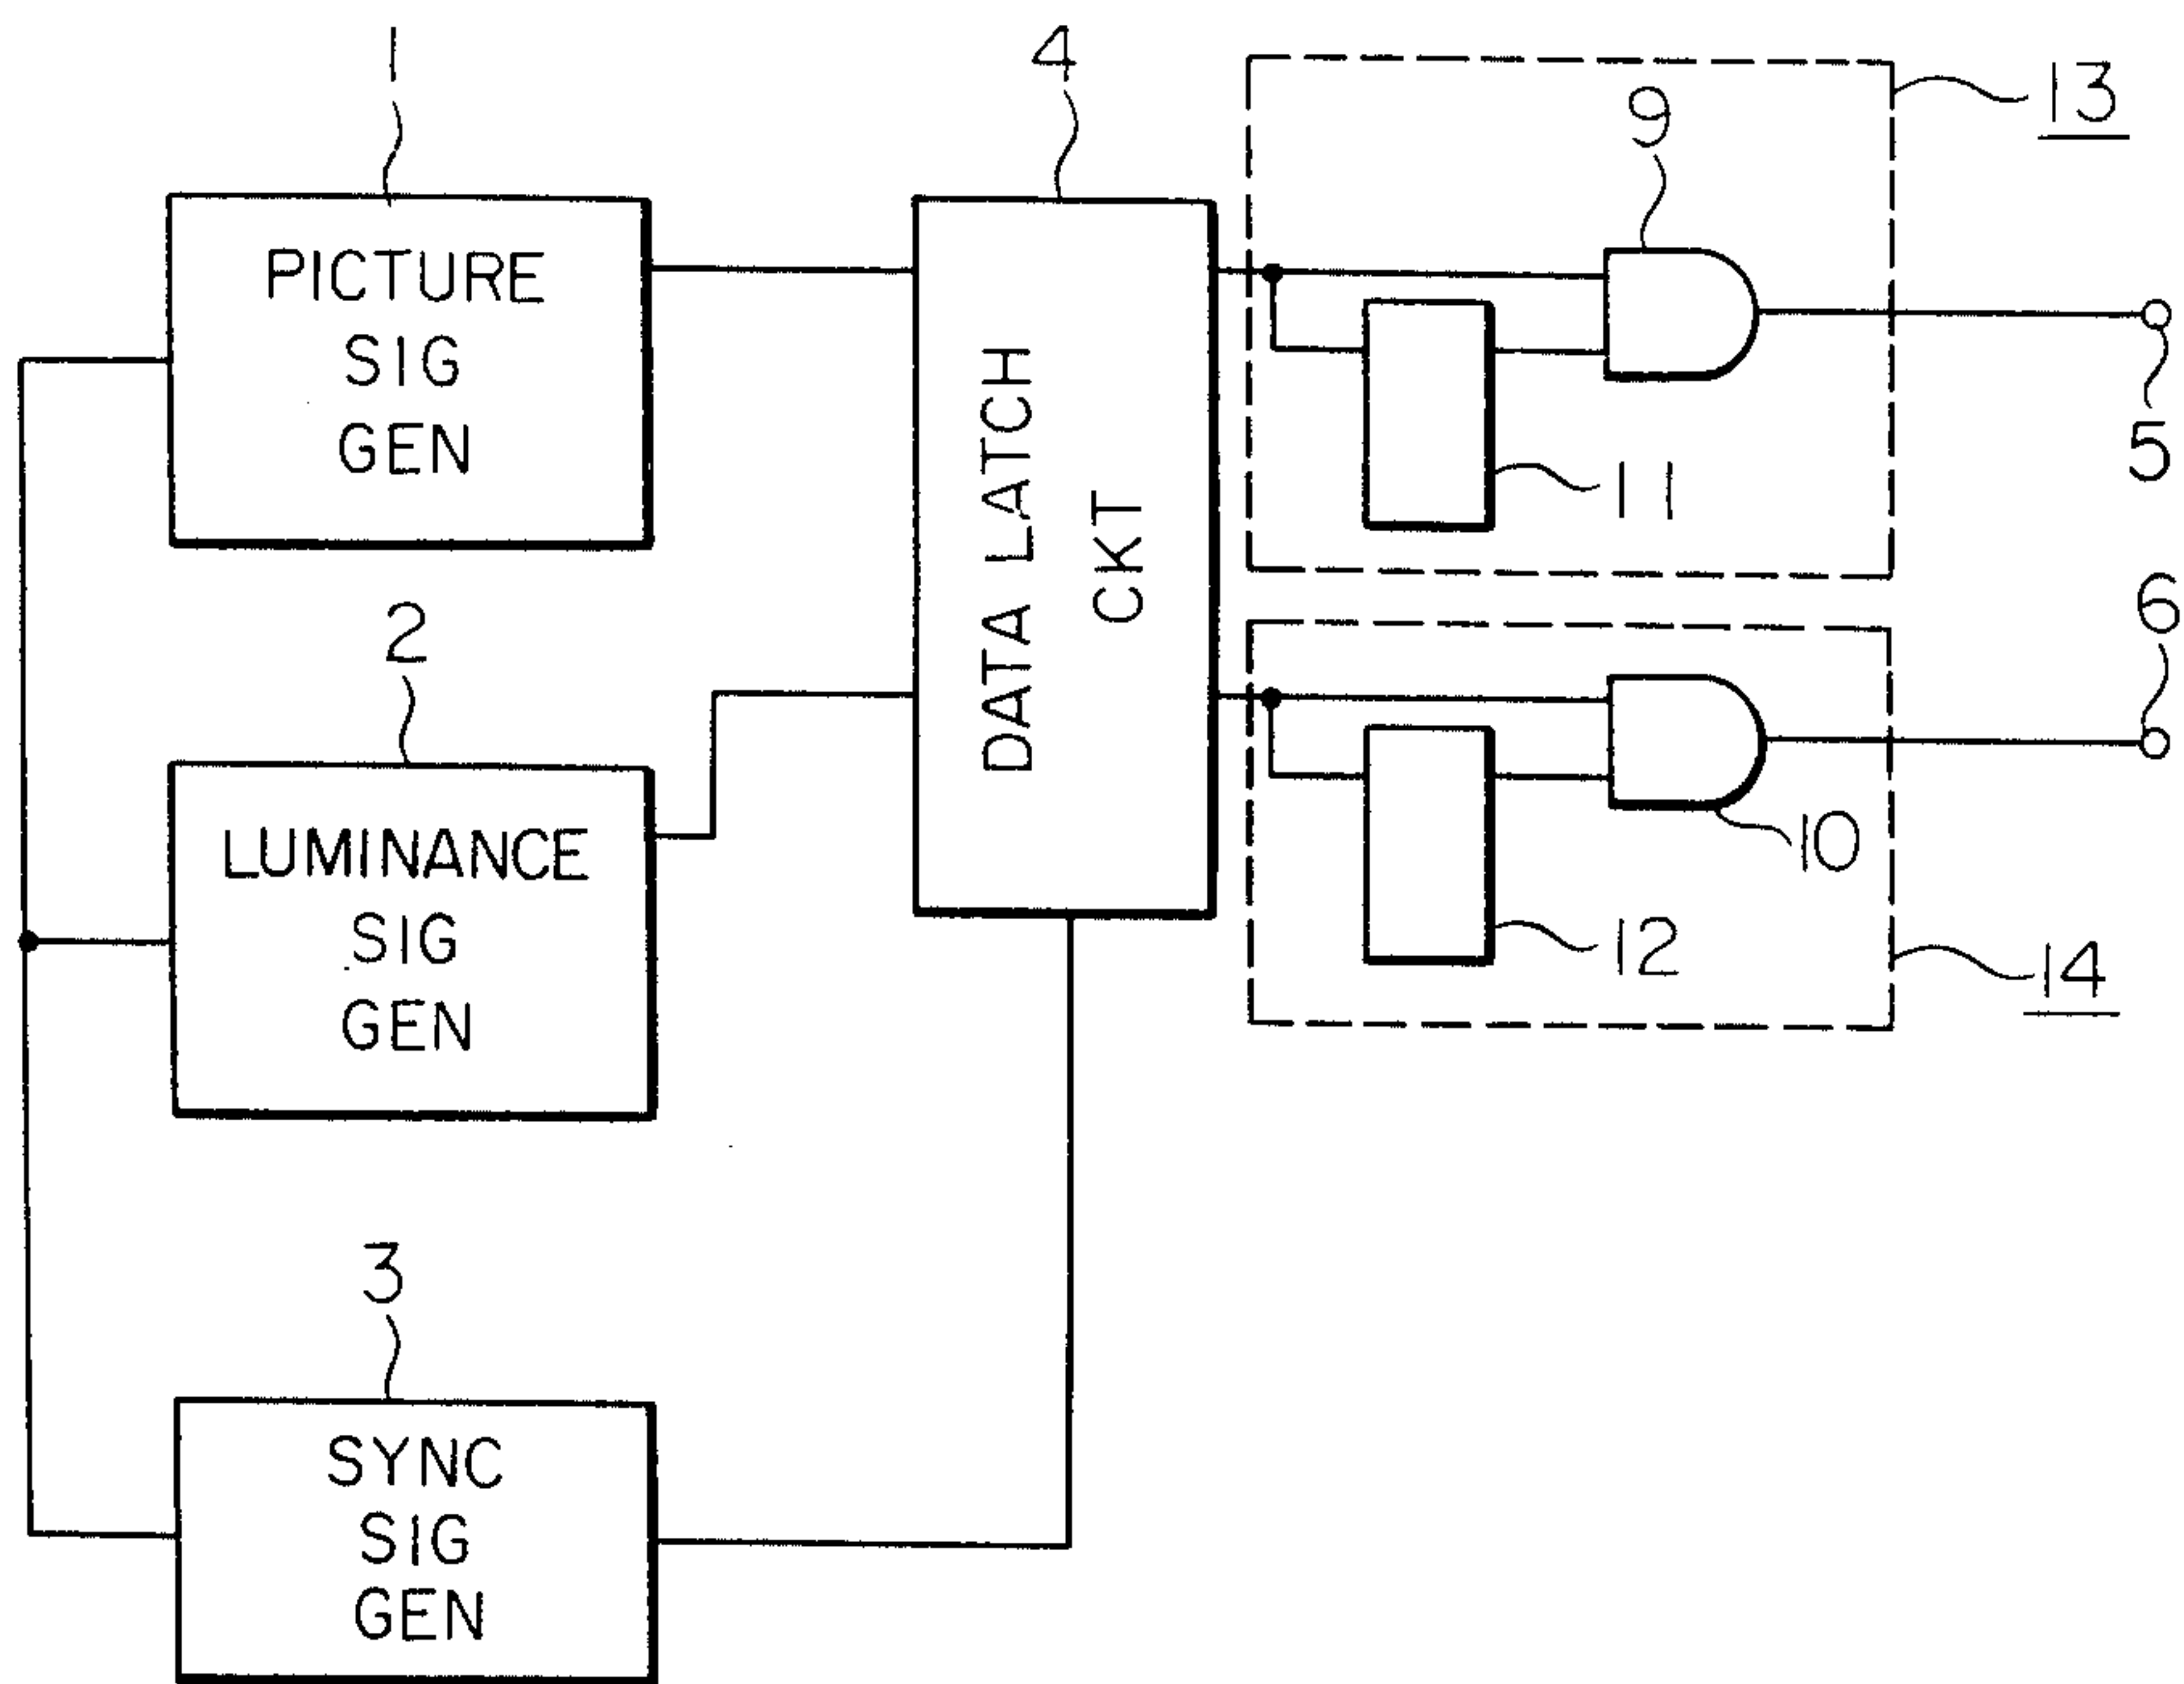 1
4
13
9
PICTURE
SIG
GEN
DATA LATCH
CKT
5
11
6
2
LUMINANCE
SIG
GEN
10
12
14
3
SYNC
SIG
GEN